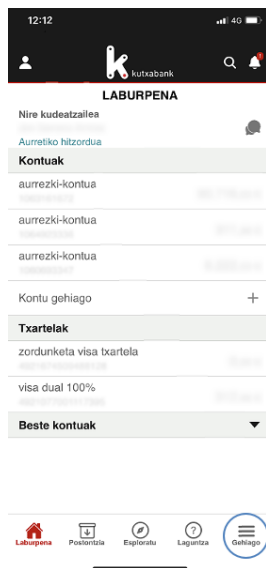 12:12
4G
kutxabank
LABURPENA
Nire kudeatzailea
Aurretiko hitzordua
Kontuak
aurrezki-kontua
aurrezki-kontua
aurrezki-kontua
Kontu gehiago +
Txartelak
zordunketa visa txartela
visa dual 100%
Beste kontuak
Laburpena Postontzia Esploratu Laguntza Gehiago